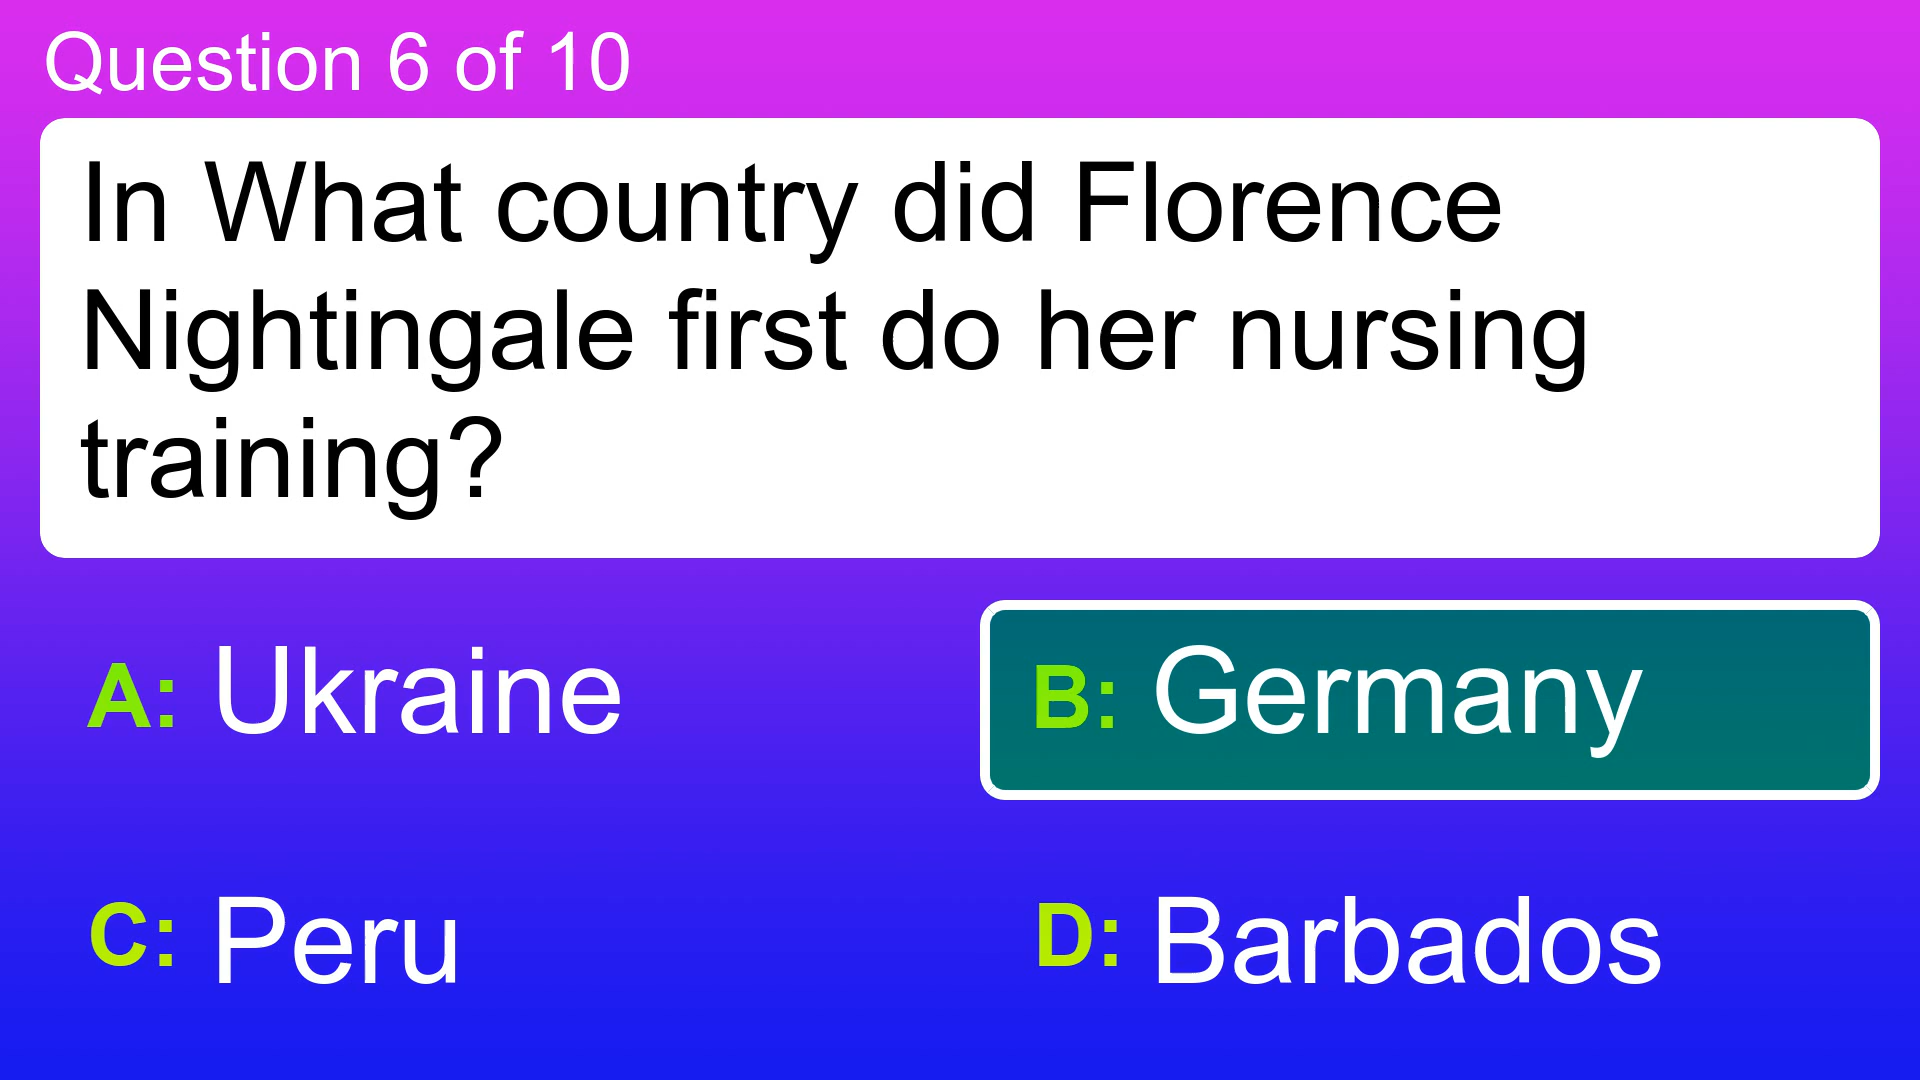 Question 6 of 10
In What country did Florence
Nightingale first do her nursing
training?
A: Ukraine
B: Germany
C: Peru
D: Barbados